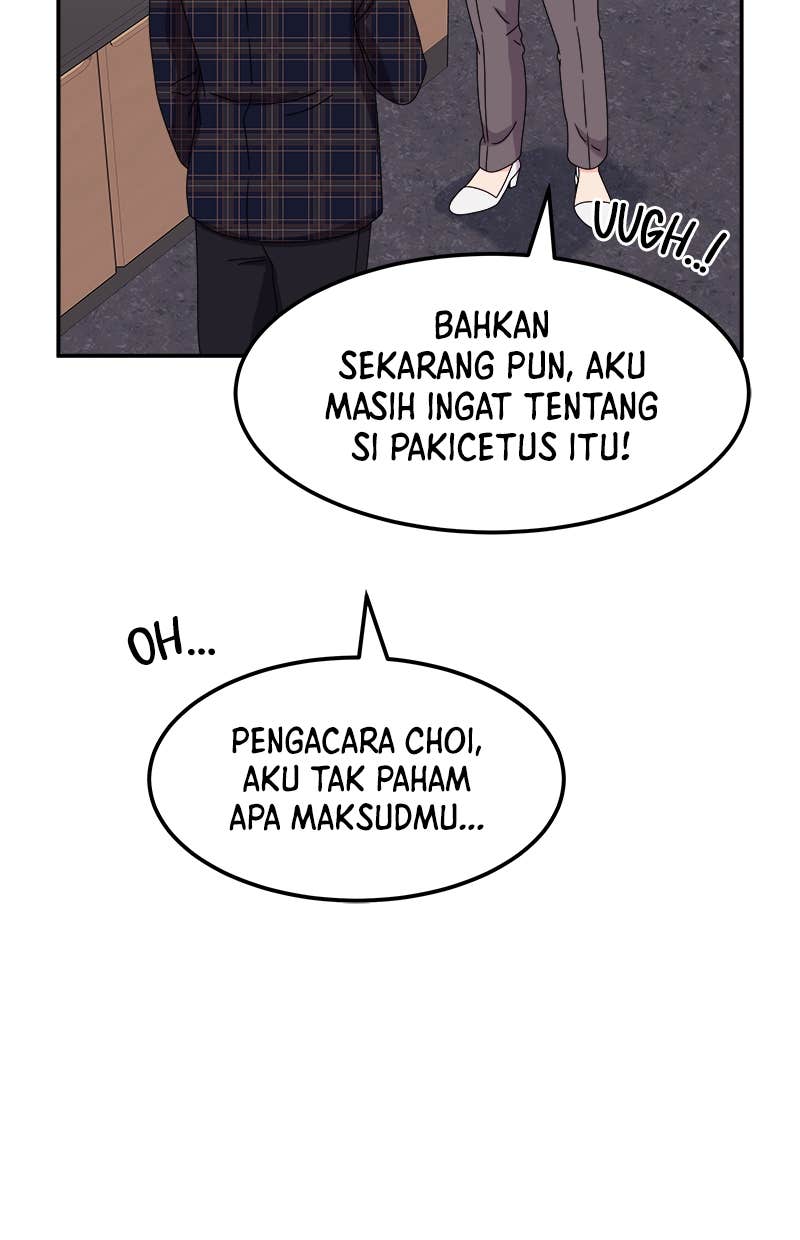 UUGH..!
BAHKAN
SEKARANG PUN, AKU
MASIH INGAT TENTANG
SI PAKICETUS ITU!
OH...
PENGACARA CHOI,
AKU TAK PAHAM
APA MAKSUDMU...